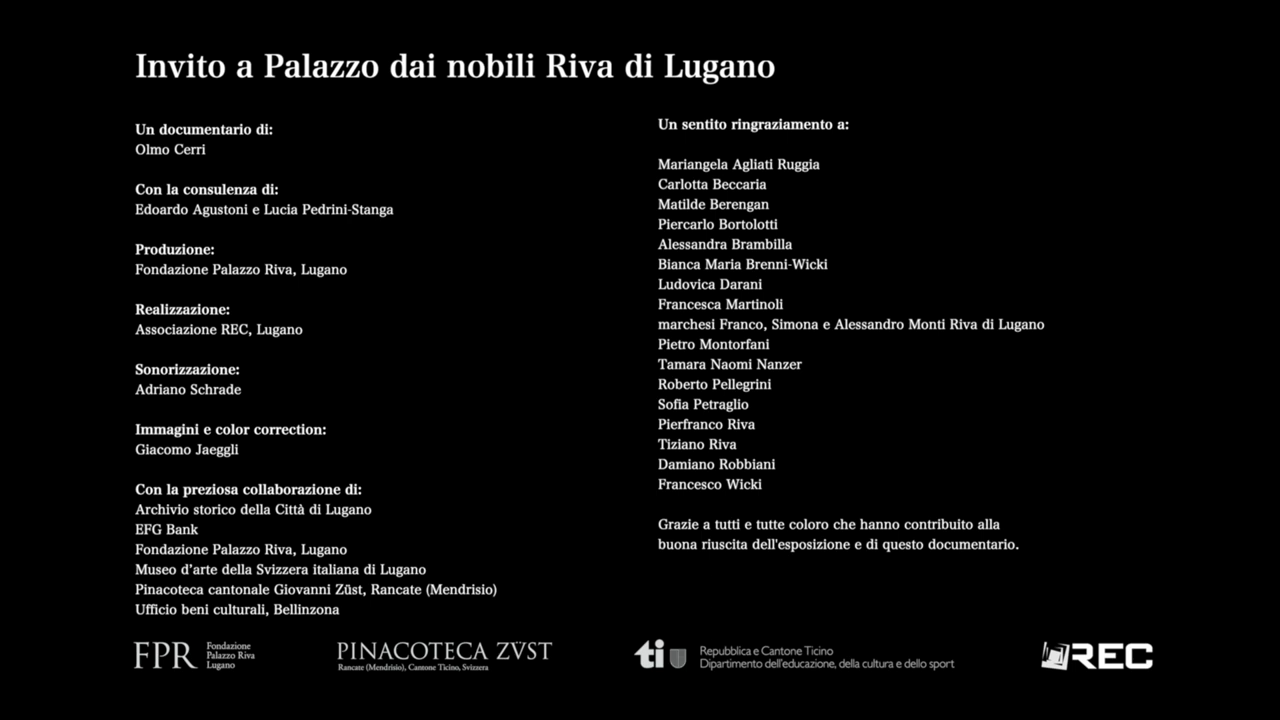 Invito a Palazzo dai nobili Riva di Lugano
Un documentario di:
Olmo Cerri
Con la consulenza di:
Edoardo Agustoni e Lucia Pedrini-Stanga
Produzione:
Fondazione Palazzo Riva, Lugano
Realizzazione:
Associazione REC, Lugano
Sonorizzazione:
Adriano Schrade
Immagini e color correction:
Giacomo Jaeggli
Con la preziosa collaborazione di:
Archivio storico della Città di Lugano
EFG Bank
Fondazione Palazzo Riva, Lugano
Museo d'arte della Svizzera italiana di Lugano
Pinacoteca cantonale Giovanni Züst, Rancate (Mendrisio)
Ufficio beni culturali, Bellinzona
Un sentito ringraziamento a:
Mariangela Agliati Ruggia
Carlotta Beccaria
Matilde Berengan
Piercarlo Bortolotti
Alessandra Brambilla
Bianca Maria Brenni-Wicki
Ludovica Darani
Francesca Martinoli
marchesi Franco, Simona e Alessandro Monti Riva di Lugano
Pietro Montorfani
Tamara Naomi Nanzer
Roberto Pellegrini
Sofia Petraglio
Pierfranco Riva
Tiziano Riva
Damiano Robbiani
Francesco Wicki
Grazie a tutti e tutte coloro che hanno contribuito alla
buona riuscita dell'esposizione e di questo documentario.
FPR
Fondazione
Palazzo Riva
Lugano
PINACOTECA ZÜST
Rancate (Mendrisio), Cantone Ticino, Svizzera
ti
Repubblica e Cantone Ticino
Dipartimento dell'educazione, della cultura e dello sport
REC